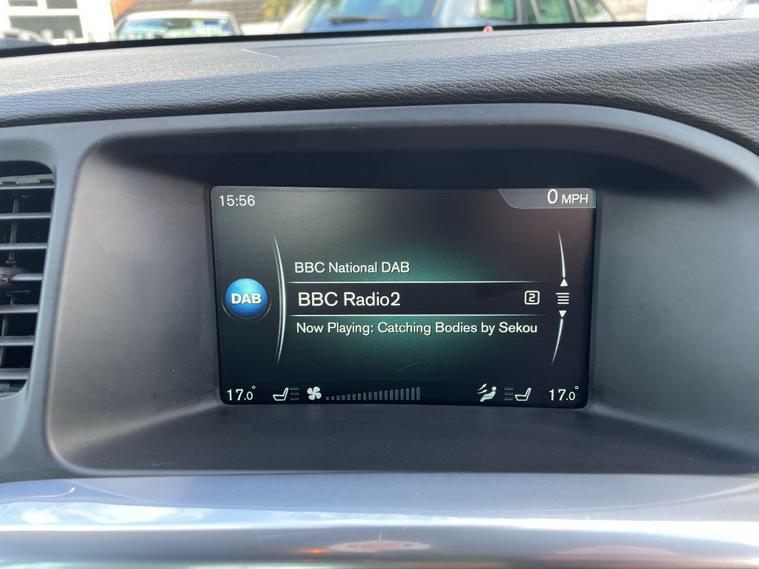 15:56
0 MPH
BBC National DAB
DAB
BBC Radio2
2
Now Playing: Catching Bodies by Sekou
17.0°
17.0°